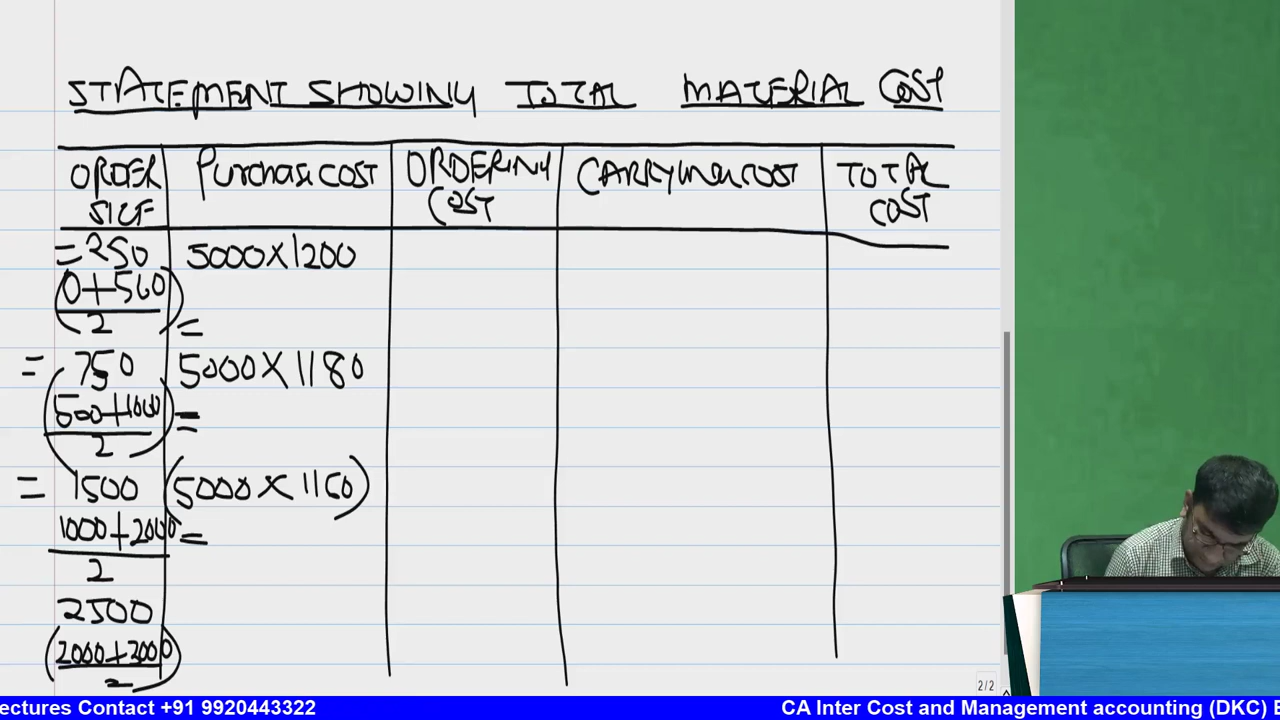 STATEMENT SHOWING TOTAL MATERIAL COST
ORDER SIZE Purchase COST ORDERING COST CARRYING COST TOTAL COST
=250 5000×1200
(0+500)/2 =
= 750 5000×1180
(500+1000)/2 =
= 1500 (5000×1160)
1000+2000/2 =
2500
(2000+3000)/2
2/2
ectures Contact +91 9920443322 CA Inter Cost and Management accounting (DKC) E